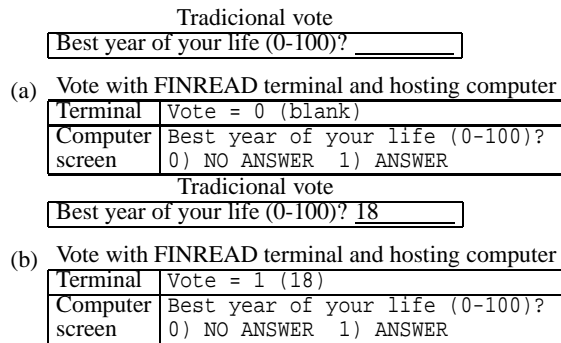 Tradicional vote
Best year of your life (0-100)?
(a) Vote with FINREAD terminal and hosting computer
Terminal Vote = 0 (blank)
Computer Best year of your life (0-100)?
screen 0) NO ANSWER 1) ANSWER
Tradicional vote
Best year of your life (0-100)? 18
(b) Vote with FINREAD terminal and hosting computer
Terminal Vote = 1 (18)
Computer Best year of your life (0-100)?
screen 0) NO ANSWER 1) ANSWER